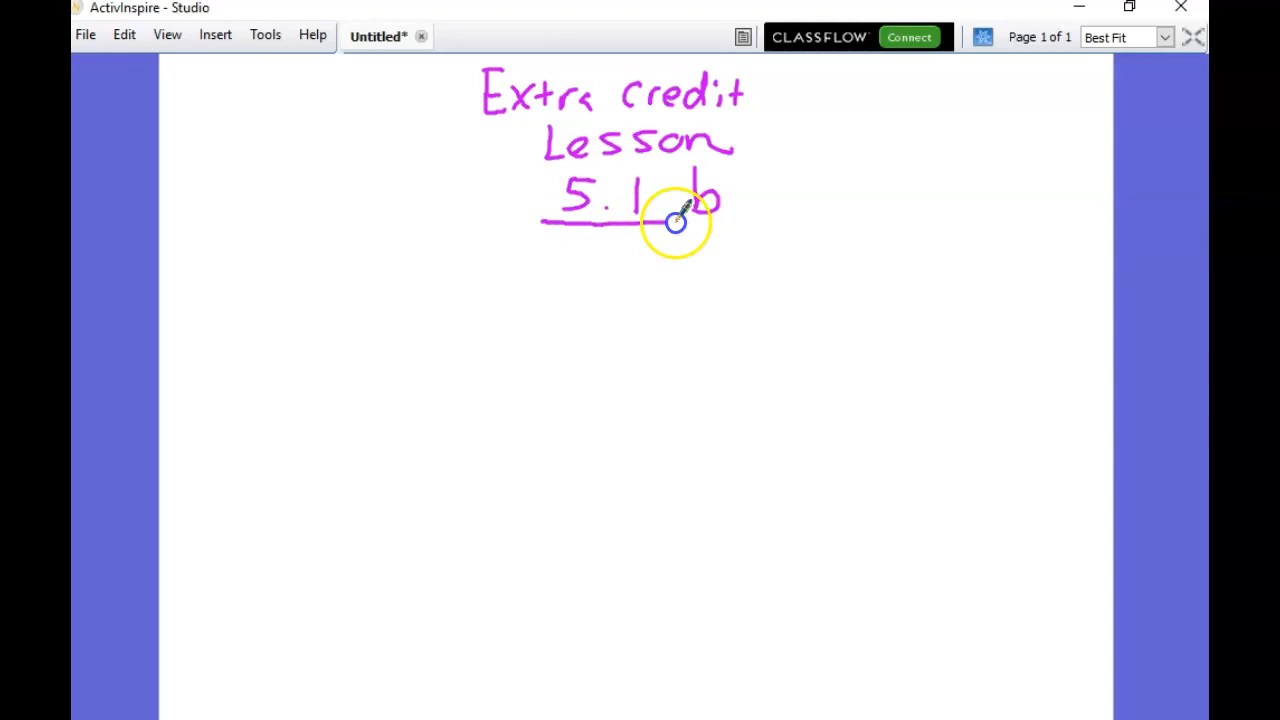 ActivInspire - Studio
File Edit View Insert Tools Help Untitled* CLASSFLOW Connect Page 1 of 1 Best Fit
Extra credit
Lesson
5.1 b